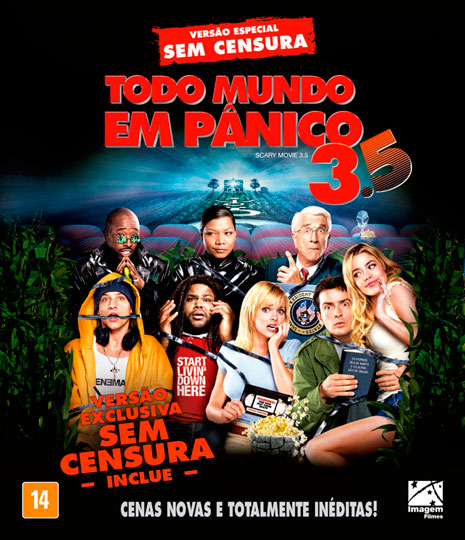 VERSÃO ESPECIAL
SEM CENSURA
TODO MUNDO
EM PÂNICO
SCARY MOVIE 3.5
3.5
START
LIVIN'
DOWN
HERE
VERSÃO
EXCLUSIVA
SEM
CENSURA
– INCLUE –
14
CENAS NOVAS E TOTALMENTE INÉDITAS!
Imagem
Filmes